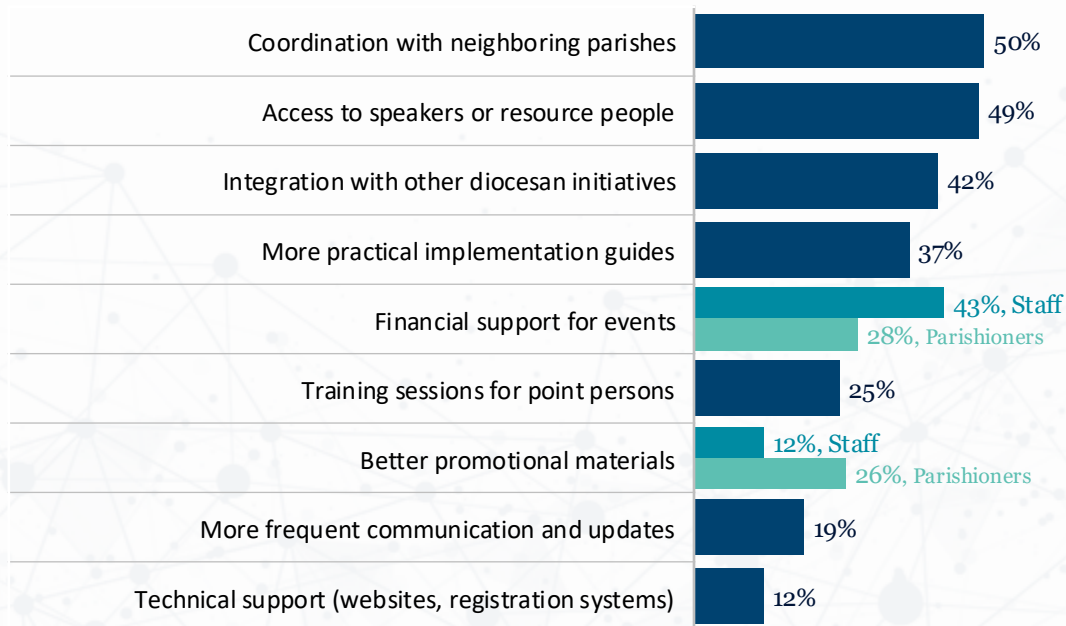 Coordination with neighboring parishes 50%
Access to speakers or resource people 49%
Integration with other diocesan initiatives 42%
More practical implementation guides 37%
Financial support for events 43%, Staff
28%, Parishioners
Training sessions for point persons 25%
Better promotional materials 12%, Staff
26%, Parishioners
More frequent communication and updates 19%
Technical support (websites, registration systems) 12%